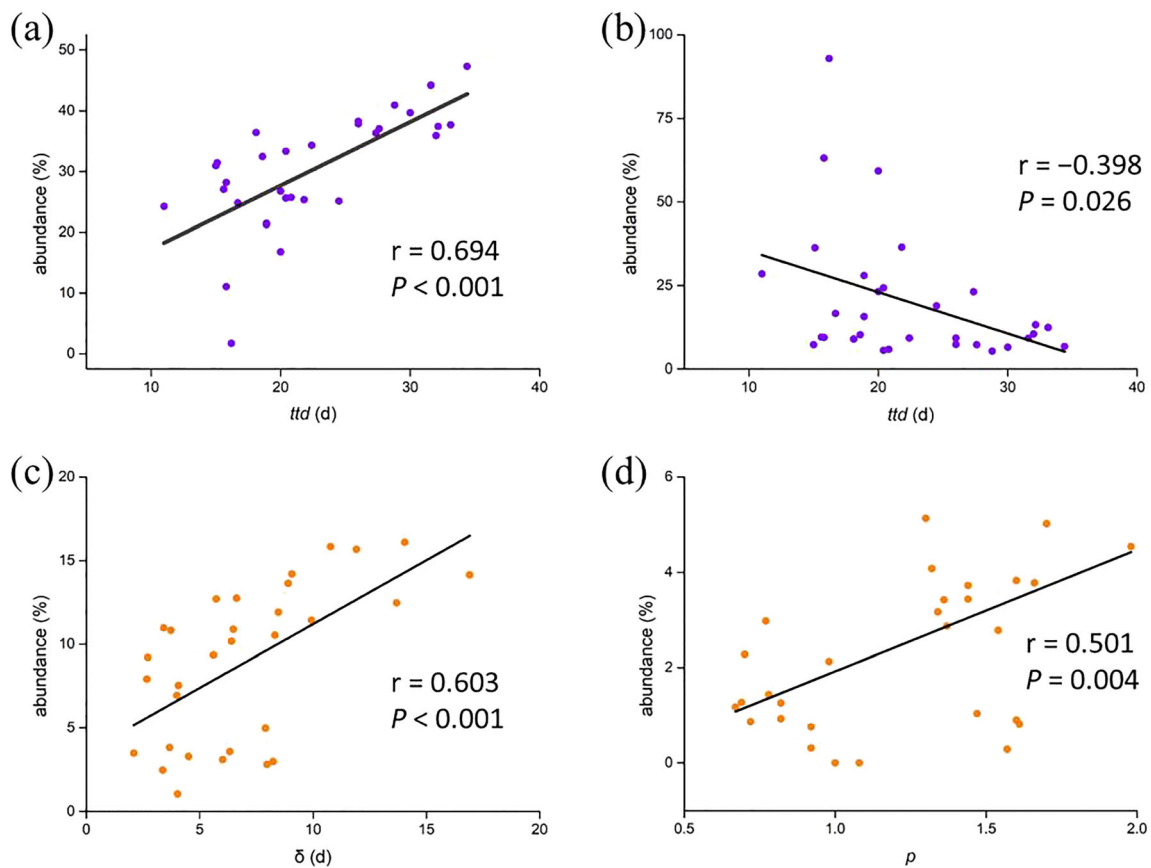 (a)
abundance (%)
50
40
30
20
10
0
r = 0.694
P < 0.001
10 20 30 40
ttd (d)
(b)
abundance (%)
100
75
50
25
0
r = −0.398
P = 0.026
10 20 30 40
ttd (d)
(c)
abundance (%)
20
15
10
5
0
r = 0.603
P < 0.001
0 5 10 15 20
δ (d)
(d)
abundance (%)
6
4
2
0
r = 0.501
P = 0.004
0.5 1.0 1.5 2.0
p